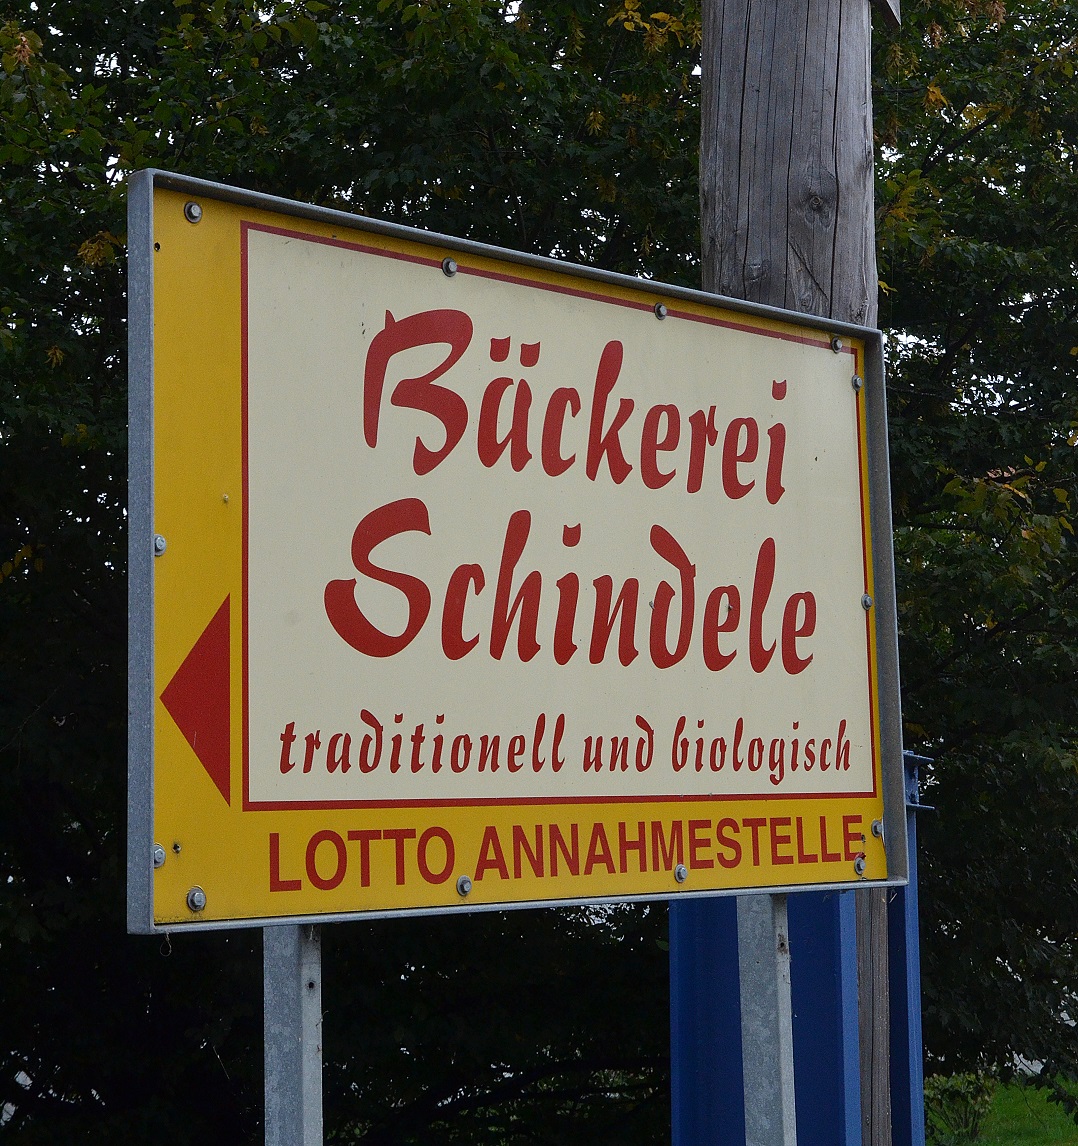 Bäckerei
Schindele
traditionell und biologisch
LOTTO ANNAHMESTELLE